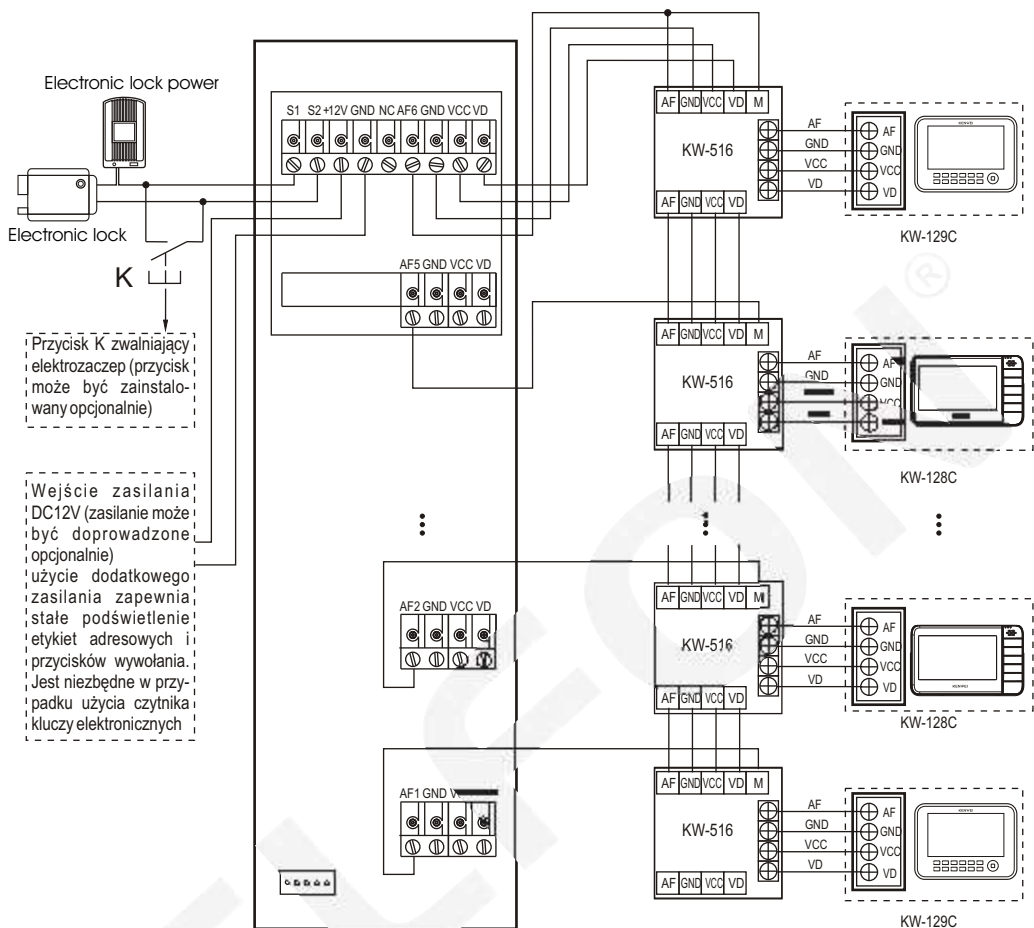 Electronic lock power
Electronic lock
K
Przycisk K zwalniający
elektrozaczep (przycisk
może być zainstalo-
wany opcjonalnie)
Wejście zasilania
DC12V (zasilanie może
być doprowadzone
opcjonalnie)
użycie dodatkowego
zasilania zapewnia
stałe podświetlenie
etykiet adresowych i
przycisków wywołania.
Jest niezbędne w przy-
padku użycia czytnika
kluczy elektronicznych
S1 S2 +12V GND NC AF6 GND VCC VD
AF5 GND VCC VD
AF2 GND VCC VD
AF1 GND
AF GND VCC VD M
KW-516
AF GND VCC VD
AF
GND
VCC
VD
AF
GND
VCC
VD
KW-129C
AF GND VCC VD M
KW-516
AF GND VCC VD
AF
GND
AF
GND
VCC
KW-128C
AF GND VCC VD M
KW-516
AF GND VCC VD
AF
GND
VCC
VD
AF
GND
VCC
VD
KW-128C
AF GND VCC VD M
KW-516
AF GND VCC VD
AF
GND
VCC
VD
AF
GND
VCC
VD
KW-129C